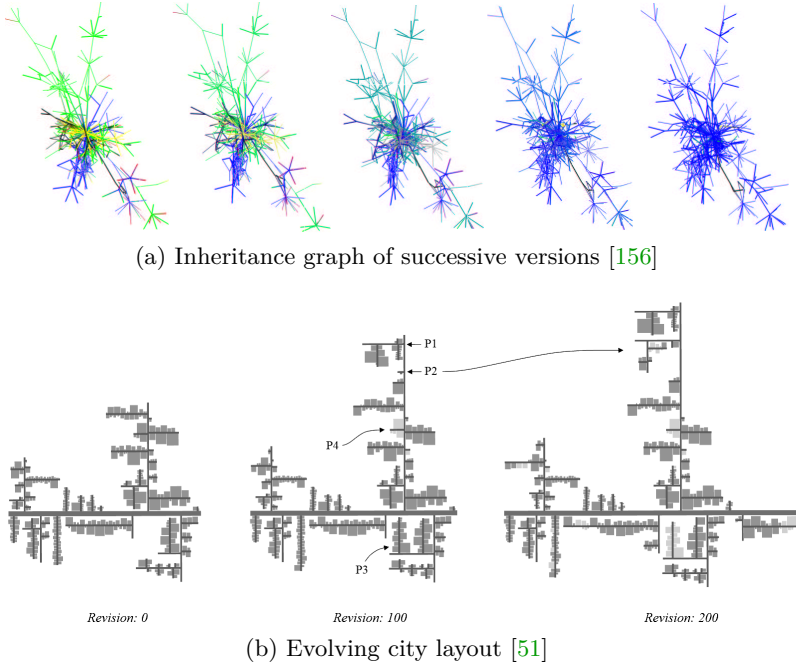 (a) Inheritance graph of successive versions [156]
P1
P2
P4
P3
Revision: 0
Revision: 100
Revision: 200
(b) Evolving city layout [51]